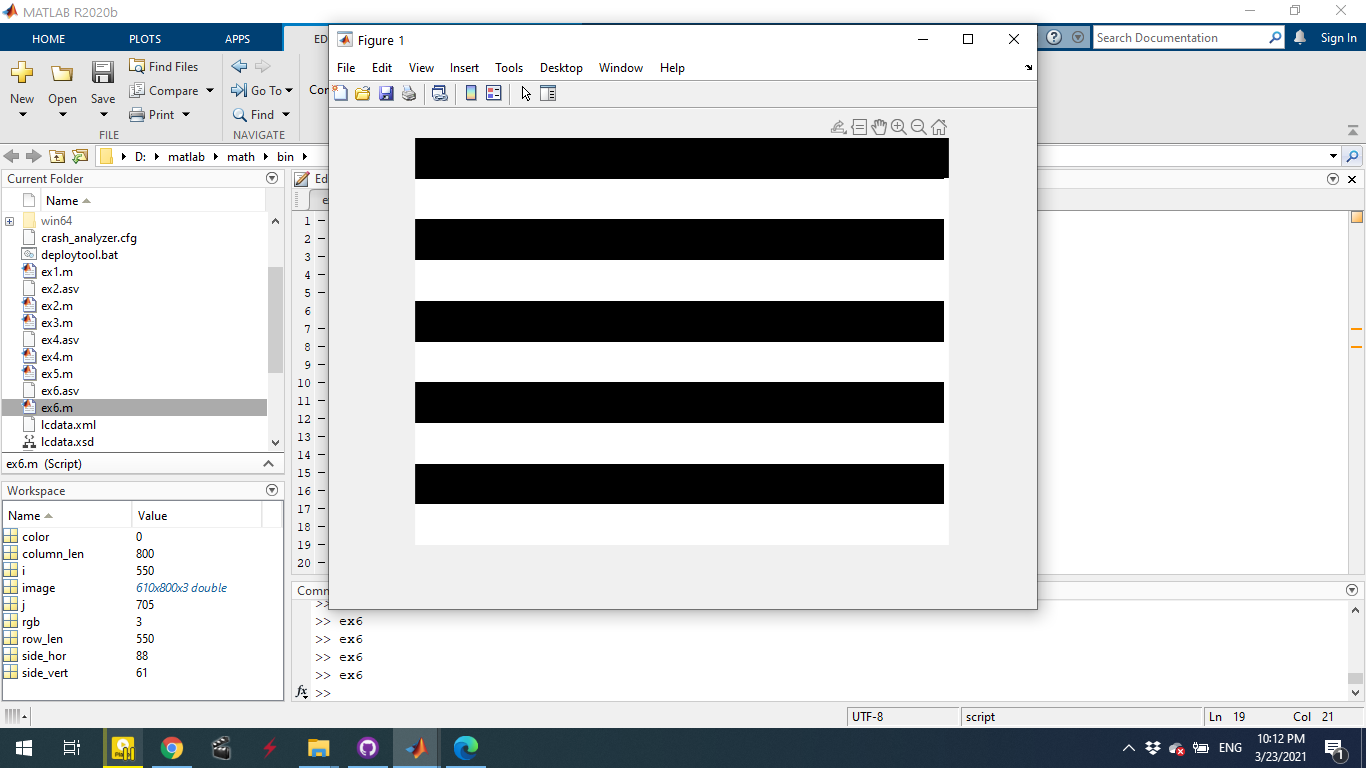 MATLAB R2020b
HOME PLOTS APPS ED
Search Documentation Sign In
New Open Save
Find Files
Compare
Print
Go To
Find
Con
FILE NAVIGATE
D: matlab math bin
Current Folder
Name
win64
crash_analyzer.cfg
deploytool.bat
ex1.m
ex2.asv
ex2.m
ex3.m
ex4.asv
ex4.m
ex5.m
ex6.asv
ex6.m
lcdata.xml
lcdata.xsd
ex6.m (Script)
Workspace
Name Value
color 0
column_len 800
i 550
image 610x800x3 double
j 705
rgb 3
row_len 550
side_hor 88
side_vert 61
Ed
e
1
2
3
4
5
6
7
8
9
10
11
12
13
14
15
16
17
18
19
20
Figure 1
File Edit View Insert Tools Desktop Window Help
Comm
>>
>> ex6
>> ex6
>> ex6
>> ex6
fx >>
UTF-8 script Ln 19 Col 21
ENG
10:12 PM
3/23/2021
1